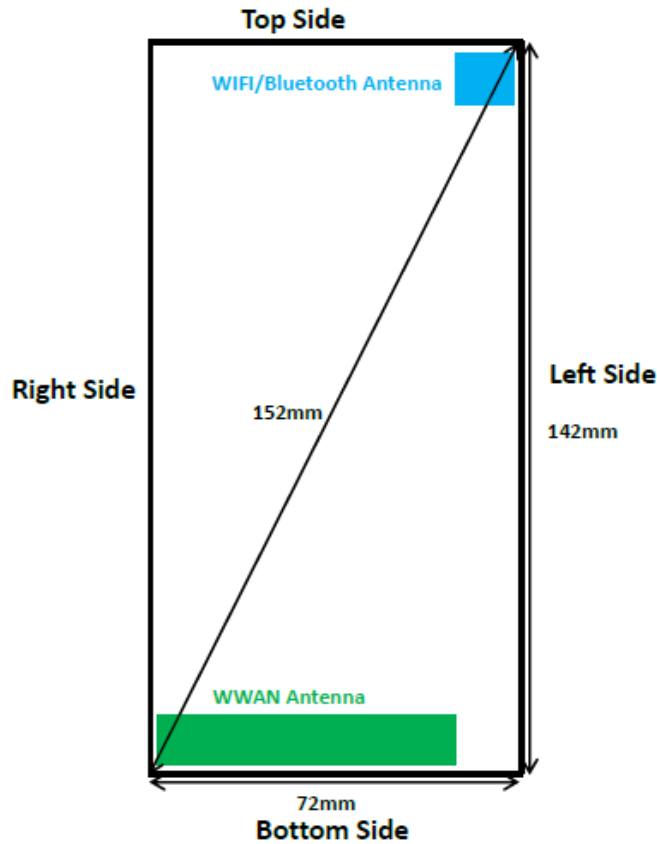 Top Side
WIFI/Bluetooth Antenna
Right Side
Left Side
152mm
142mm
WWAN Antenna
72mm
Bottom Side